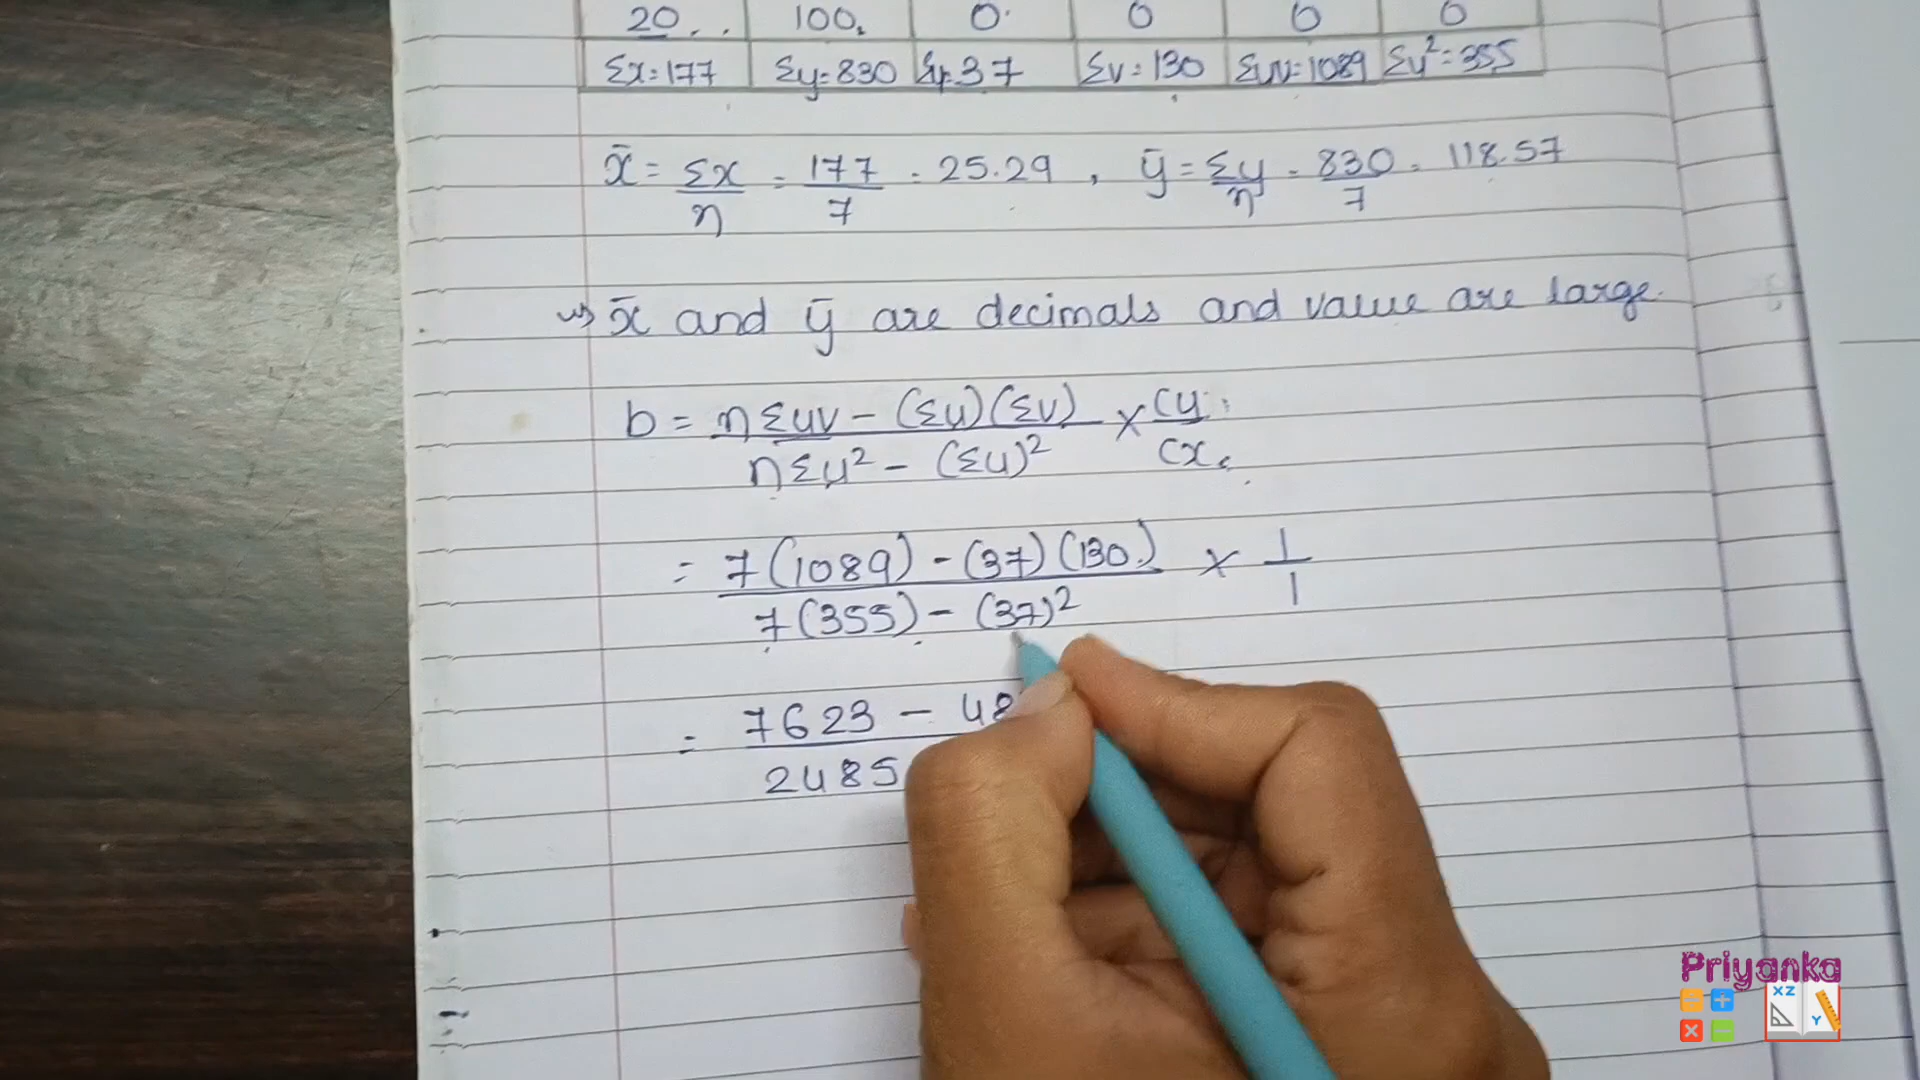 20 100 0 0 0 0
Σx=177 Σy=830 Σu=37 Σv=130 Σuv=1089 Σu²=355
x̄ = Σx/n = 177/7 = 25.29 , ȳ = Σy/n = 830/7 = 118.57
⇒ x̄ and ȳ are decimals and value are large.
b = nΣuv - (Σu)(Σv) / nΣu² - (Σu)² × Cy/Cx
= 7(1089) - (37)(130) / 7(355) - (37)² × 1/1
= 7623 - 48 / 2485
Priyanka
XZ
Y